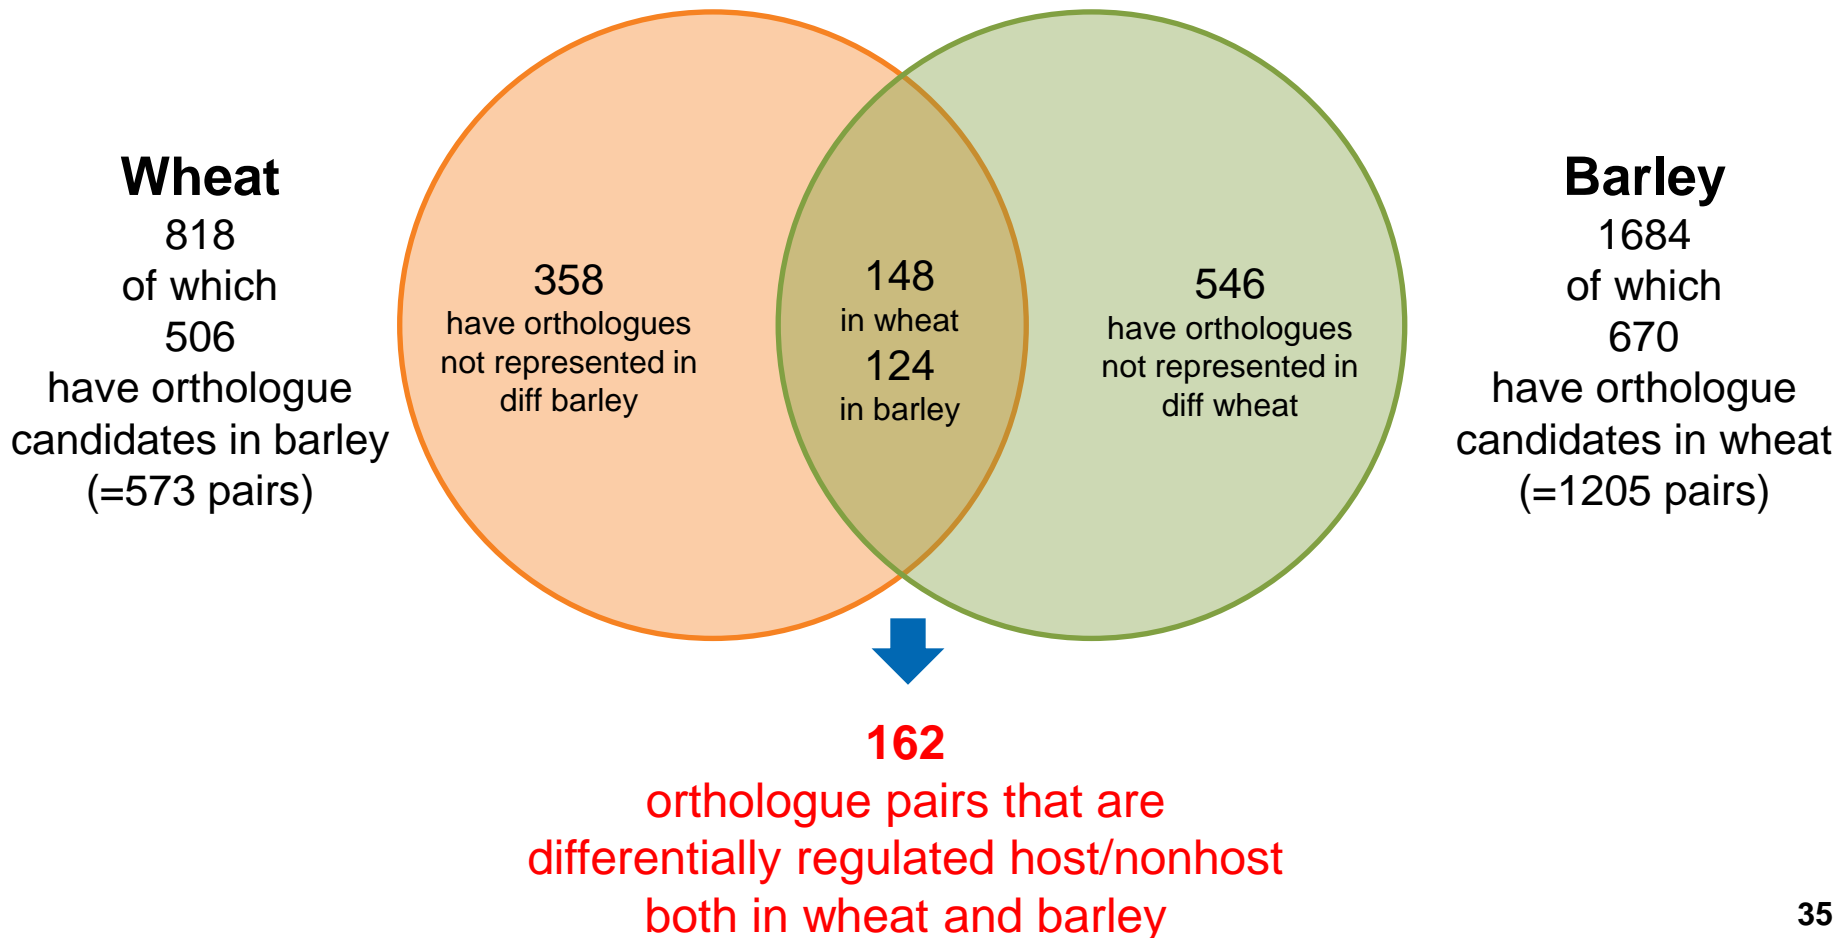 Wheat
818
of which
506
have orthologue
candidates in barley
(=573 pairs)
358
have orthologues
not represented in
diff barley
148
in wheat
124
in barley
546
have orthologues
not represented in
diff wheat
Barley
1684
of which
670
have orthologue
candidates in wheat
(=1205 pairs)
162
orthologue pairs that are
differentially regulated host/nonhost
both in wheat and barley
35